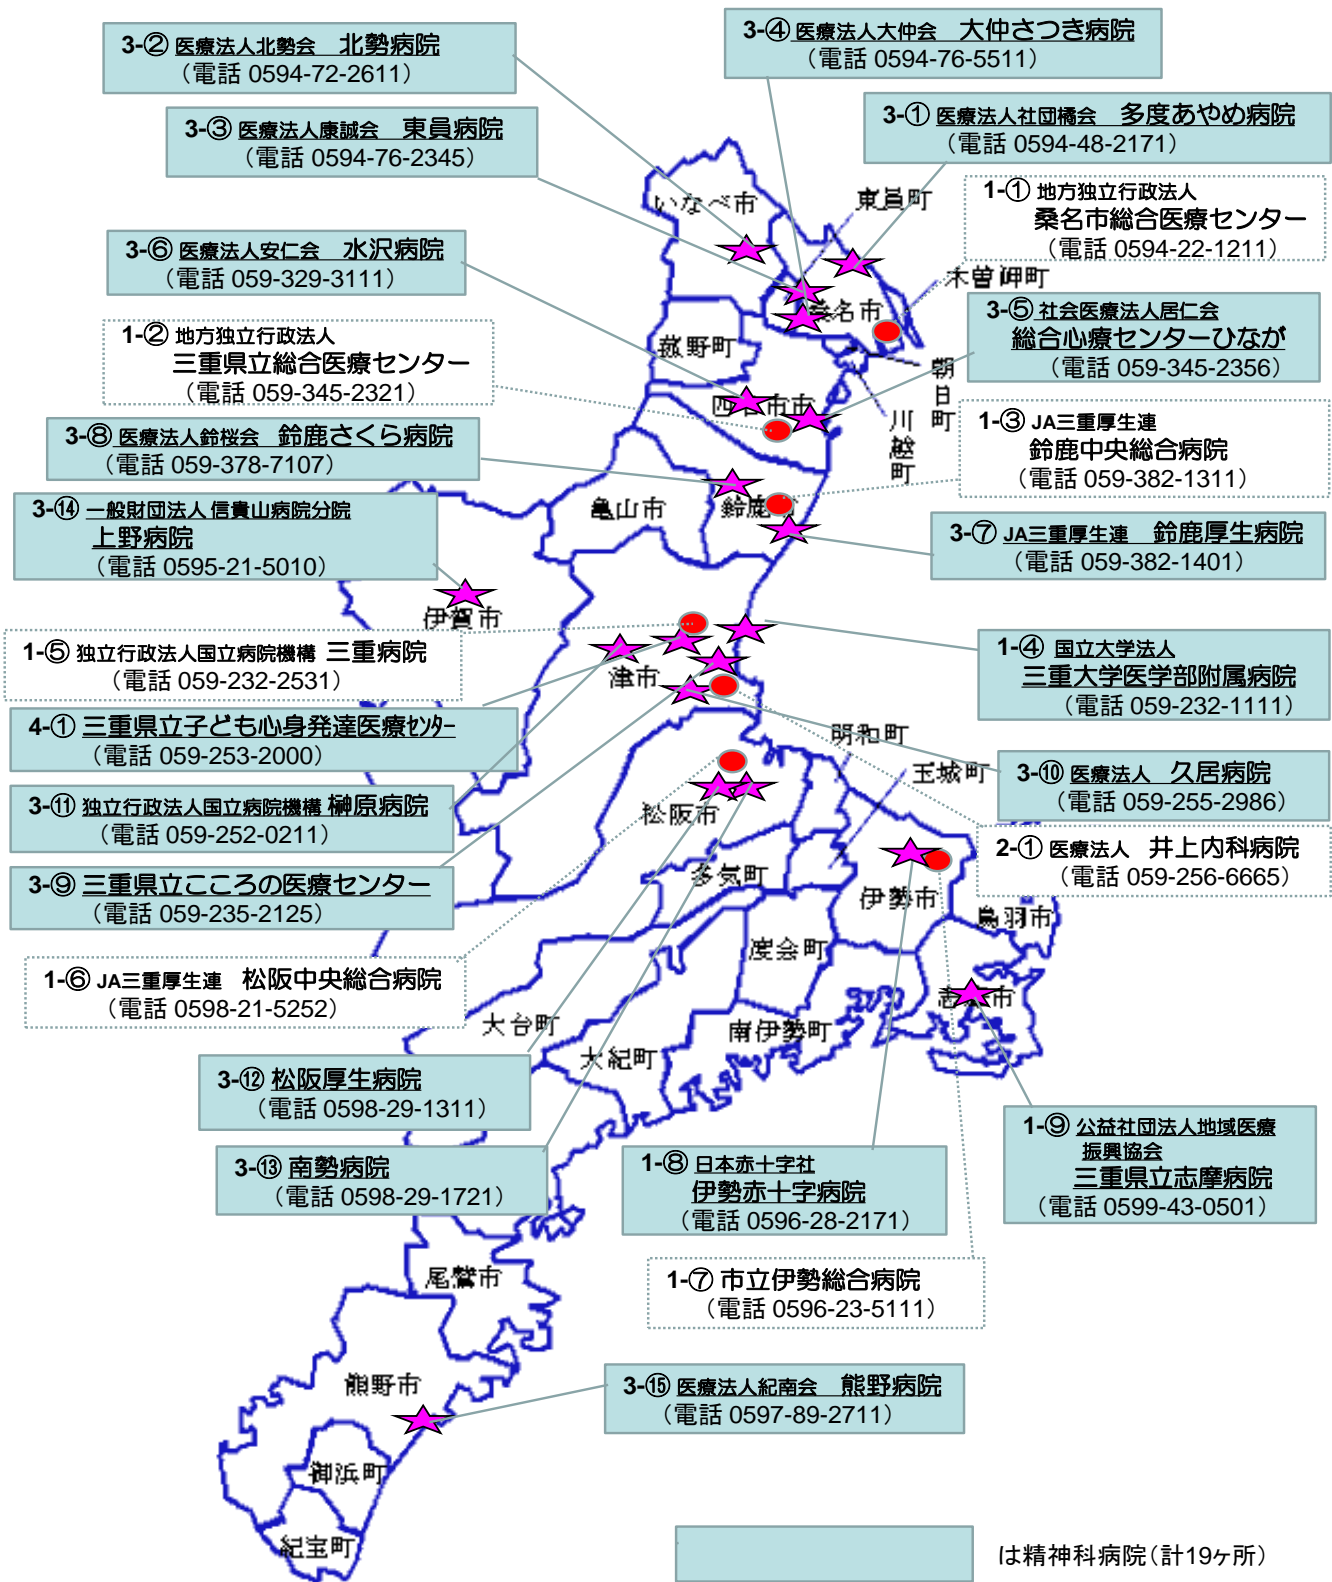 3-② 医療法人北勢会　北勢病院
（電話 0594-72-2611）
3-④ 医療法人大仲会　大仲さつき病院
（電話 0594-76-5511）
3-③ 医療法人康誠会　東員病院
（電話 0594-76-2345）
3-① 医療法人社団橘会　多度あやめ病院
（電話 0594-48-2171）
1-① 地方独立行政法人
桑名市総合医療センター
（電話 0594-22-1211）
いなべ市
東員町
3-⑥ 医療法人安仁会　水沢病院
（電話 059-329-3111）
木曽岬町
桑名市
3-⑤ 社会医療法人居仁会
総合心療センターひなが
（電話 059-345-2356）
1-② 地方独立行政法人
三重県立総合医療センター
（電話 059-345-2321）
菰野町
朝日町
川越町
四日市市
1-③ JA三重厚生連
鈴鹿中央総合病院
（電話 059-382-1311）
3-⑧ 医療法人鈴桜会　鈴鹿さくら病院
（電話 059-378-7107）
亀山市
鈴鹿市
3-⑭ 一般財団法人信貴山病院分院
上野病院
（電話 0595-21-5010）
3-⑦ JA三重厚生連　鈴鹿厚生病院
（電話 059-382-1401）
伊賀市
1-⑤ 独立行政法人国立病院機構 三重病院
（電話 059-232-2531）
津市
1-④ 国立大学法人
三重大学医学部附属病院
（電話 059-232-1111）
4-① 三重県立子ども心身発達医療センター
（電話 059-253-2000）
明和町
玉城町
3-⑩ 医療法人　久居病院
（電話 059-255-2986）
3-⑪ 独立行政法人国立病院機構 榊原病院
（電話 059-252-0211）
松阪市
2-① 医療法人　井上内科病院
（電話 059-256-6665）
3-⑨ 三重県立こころの医療センター
（電話 059-235-2125）
多気町
伊勢市
鳥羽市
度会町
1-⑥ JA三重厚生連　松阪中央総合病院
（電話 0598-21-5252）
志摩市
大台町
南伊勢町
大紀町
3-⑫ 松阪厚生病院
（電話 0598-29-1311）
3-⑬ 南勢病院
（電話 0598-29-1721）
1-⑧ 日本赤十字社
伊勢赤十字病院
（電話 0596-28-2171）
1-⑨ 公益社団法人地域医療
振興協会
三重県立志摩病院
（電話 0599-43-0501）
1-⑦ 市立伊勢総合病院
（電話 0596-23-5111）
尾鷲市
熊野市
3-⑮ 医療法人紀南会　熊野病院
（電話 0597-89-2711）
御浜町
紀宝町
は精神科病院（計19ヶ所）